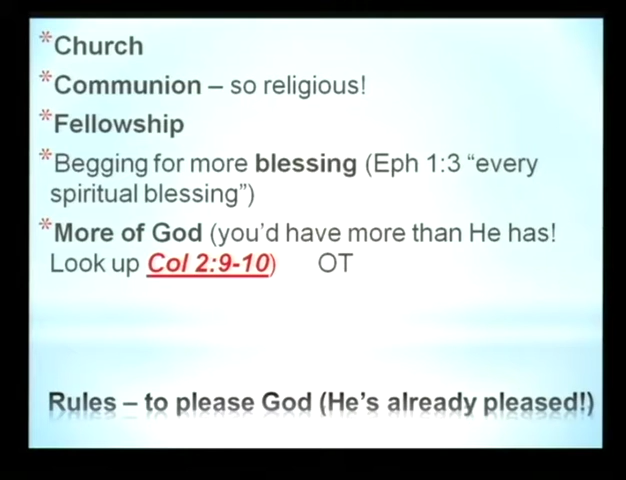 *Church
*Communion – so religious!
*Fellowship
*Begging for more blessing (Eph 1:3 “every
spiritual blessing”)
*More of God (you’d have more than He has!
Look up Col 2:9-10) OT
Rules – to please God (He’s already pleased!)